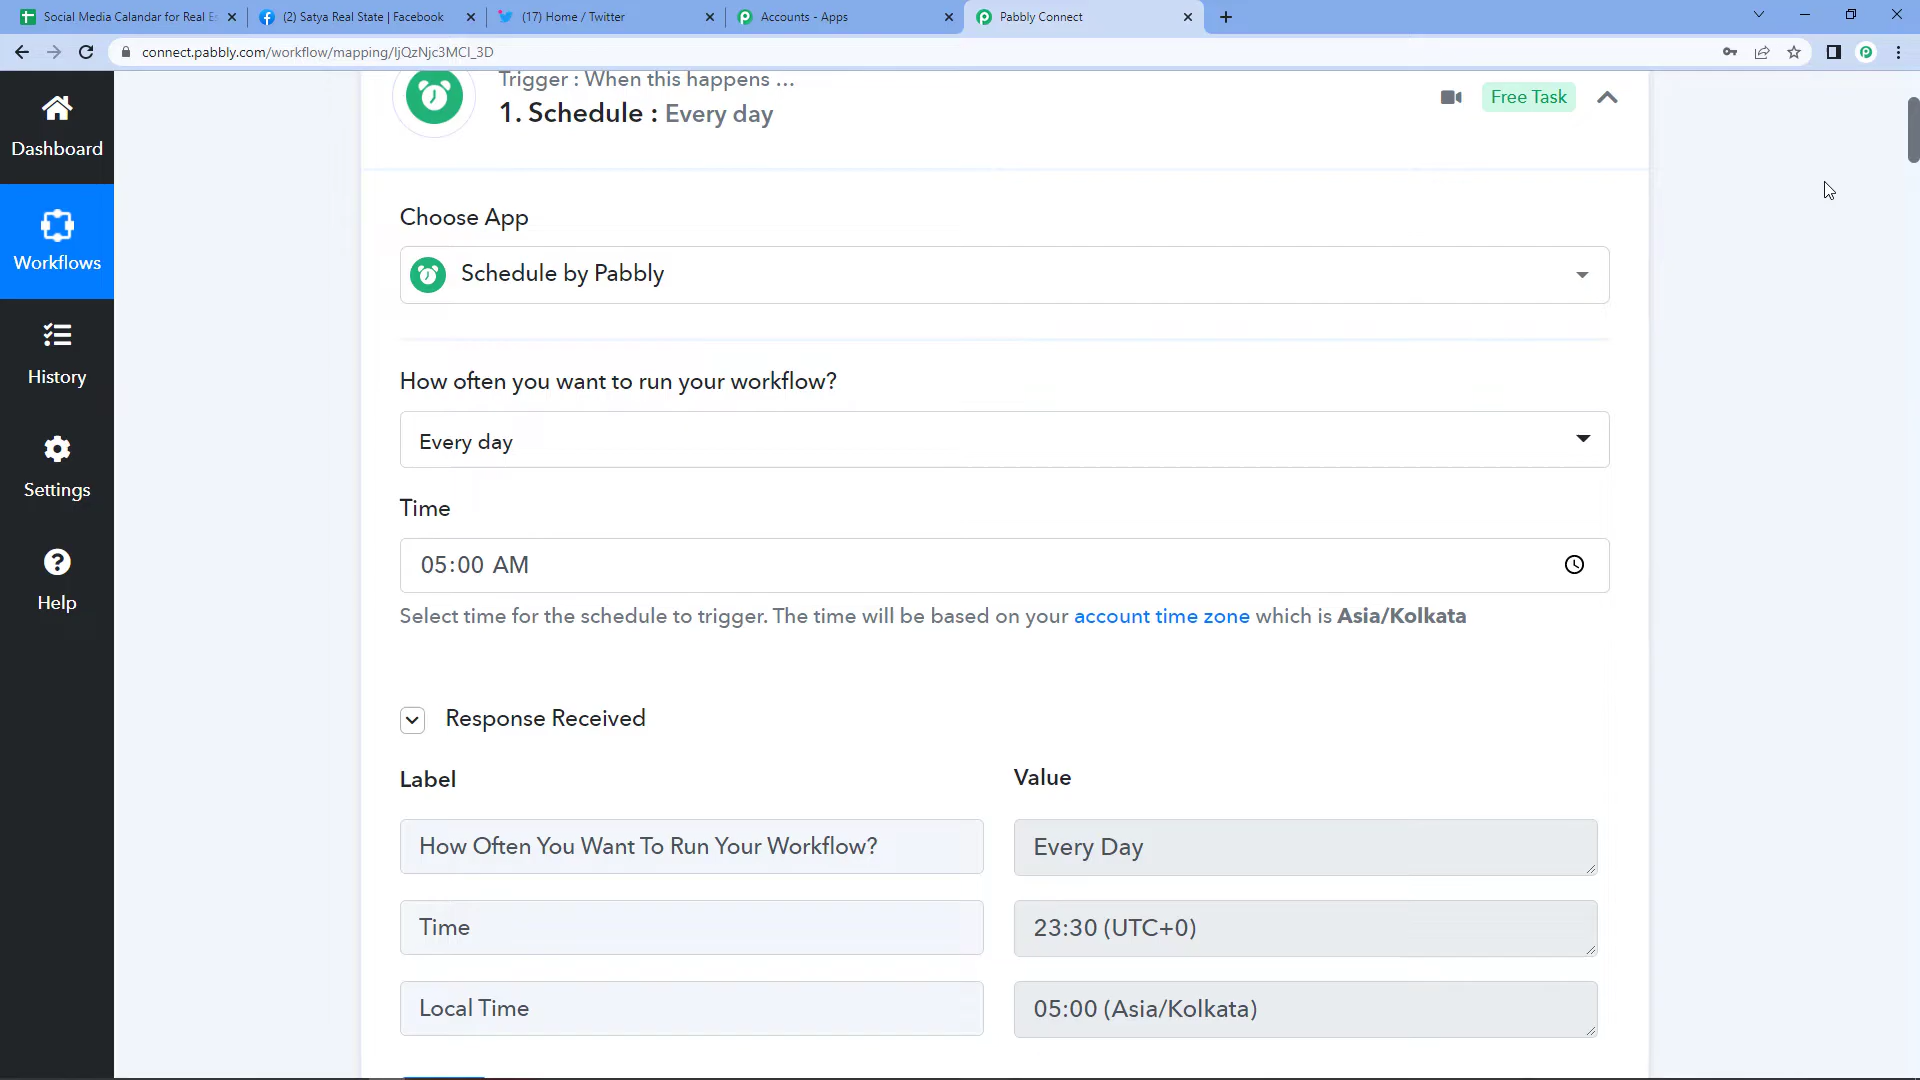 Social Media Calandar for Real Es
(2) Satya Real State | Facebook
(17) Home / Twitter
Accounts - Apps
Pabbly Connect
connect.pabbly.com/workflow/mapping/IjQzNjc3MCI_3D
Trigger : When this happens ...
1. Schedule : Every day
Free Task
Dashboard
Workflows
History
Settings
Help
Choose App
Schedule by Pabbly
How often you want to run your workflow?
Every day
Time
05:00 AM
Select time for the schedule to trigger. The time will be based on your account time zone which is Asia/Kolkata
Response Received
Label
Value
How Often You Want To Run Your Workflow?
Every Day
Time
23:30 (UTC+0)
Local Time
05:00 (Asia/Kolkata)